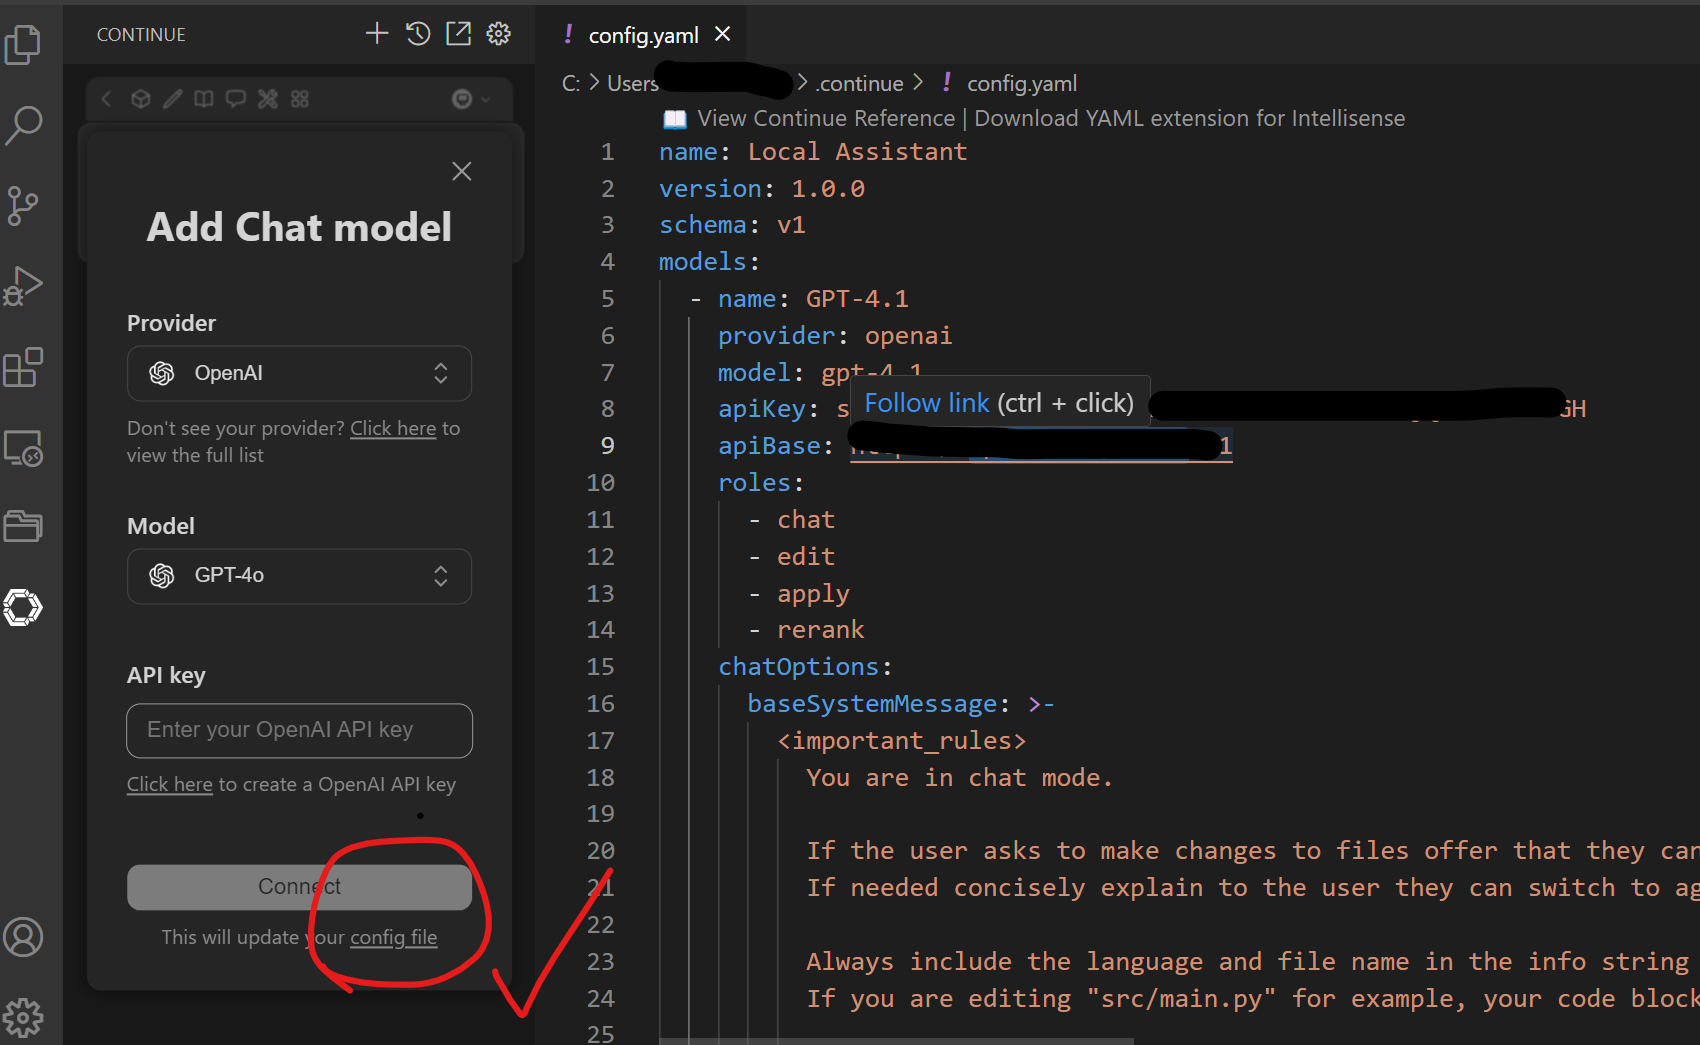 CONTINUE
Add Chat model
Provider
OpenAI
Don't see your provider? Click here to
view the full list
Model
GPT-4o
API key
Enter your OpenAI API key
Click here to create a OpenAI API key
Connect
This will update your config file
! config.yaml
C: > Users > .continue > ! config.yaml
View Continue Reference | Download YAML extension for Intellisense
1 name: Local Assistant
2 version: 1.0.0
3 schema: v1
4 models:
5 - name: GPT-4.1
6 provider: openai
7 model: gpt-4.1
8 apiKey: s GH
Follow link (ctrl + click)
9 apiBase: 1
10 roles:
11 - chat
12 - edit
13 - apply
14 - rerank
15 chatOptions:
16 baseSystemMessage: >-
17 <important_rules>
18 You are in chat mode.
19
20 If the user asks to make changes to files offer that they can
21 If needed concisely explain to the user they can switch to ag
22
23 Always include the language and file name in the info string
24 If you are editing "src/main.py" for example, your code block
25